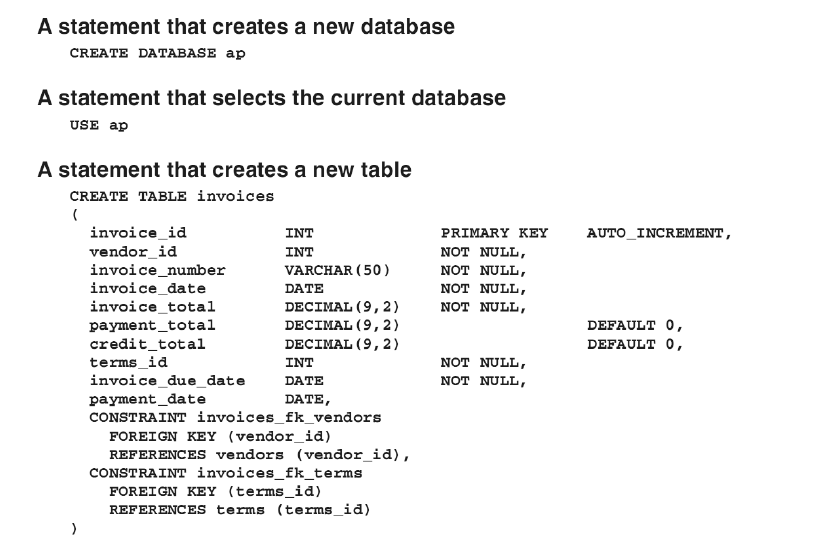 A statement that creates a new database
CREATE DATABASE ap
A statement that selects the current database
USE ap
A statement that creates a new table
CREATE TABLE invoices
(
invoice_id INT PRIMARY KEY AUTO_INCREMENT,
vendor_id INT NOT NULL,
invoice_number VARCHAR(50) NOT NULL,
invoice_date DATE NOT NULL,
invoice_total DECIMAL(9,2) NOT NULL,
payment_total DECIMAL(9,2) DEFAULT 0,
credit_total DECIMAL(9,2) DEFAULT 0,
terms_id INT NOT NULL,
invoice_due_date DATE NOT NULL,
payment_date DATE,
CONSTRAINT invoices_fk_vendors
FOREIGN KEY (vendor_id)
REFERENCES vendors (vendor_id),
CONSTRAINT invoices_fk_terms
FOREIGN KEY (terms_id)
REFERENCES terms (terms_id)
)